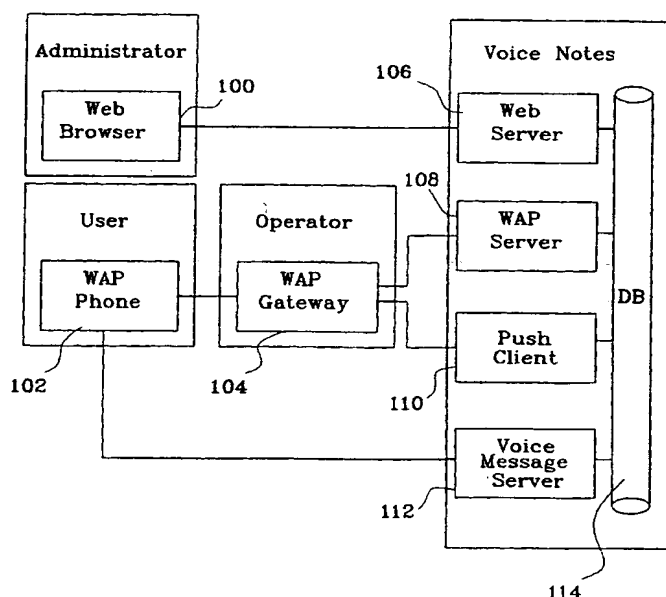 Administrator
Web
Browser
100
User
WAP
Phone
102
Operator
WAP
Gateway
104
Voice Notes
106
Web
Server
108
WAP
Server
Push
Client
110
Voice
Message
Server
112
DB
114